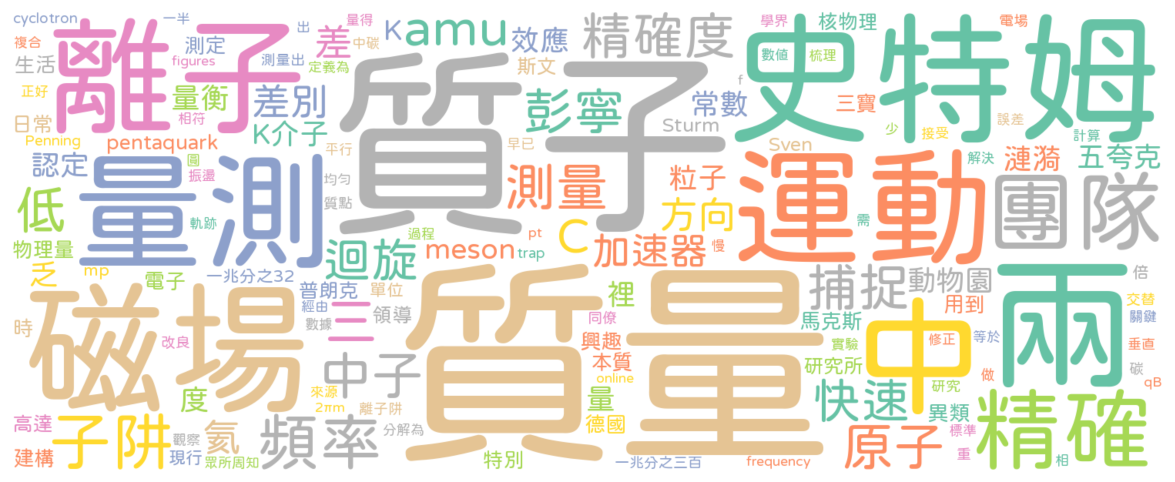 cyclotron 一半 出 量得 K amu 效應 精確度 學界 核物理 電場
複合 離子 測定 差 中碳 斯文 數值 梳理 史特姆
生活 figures 測量出 定義為 質子 f
正好 量衡 差別 彭寧 常數 三寶 誤差
日常 相符 Sturm 少 接受 計算
Penning pentaquark K介子 平行 早已 Sven 漣漪 五夸克
認定 圓 量測 振盪 均勻 測量 粒子 運動 解決 團隊
低 軌跡 質點 方向 需
物理量 過程 迴旋 meson pt trap C 加速器 慢
乏 mp 電子 一兆分之32 普朗克 單位 裡 捕捉 動物園 倍 兩
磁場 經由 三 領導 質量 同僚 馬克斯 用到 交替 關鍵
時 改良 數據 興趣 實驗 中 修正 等於 垂直
中子 本質 研究所 做 碳 qB
度 來源 online 量 快速 研究 異類
高達 2πm 離子阱 德國 標準 精確
子阱 觀察 氦 頻率 分解為 原子 重
建構 現行 眾所周知 特別 一兆分之三百 frequency 相